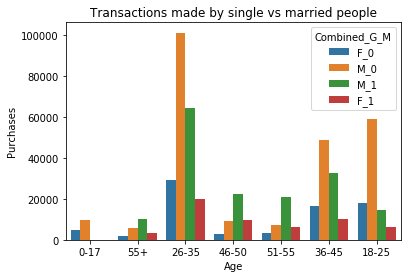 Transactions made by single vs married people
Combined_G_M
F_0
M_0
M_1
F_1
Purchases
100000
80000
60000
40000
20000
0
0-17 55+ 26-35 46-50 51-55 36-45 18-25
Age